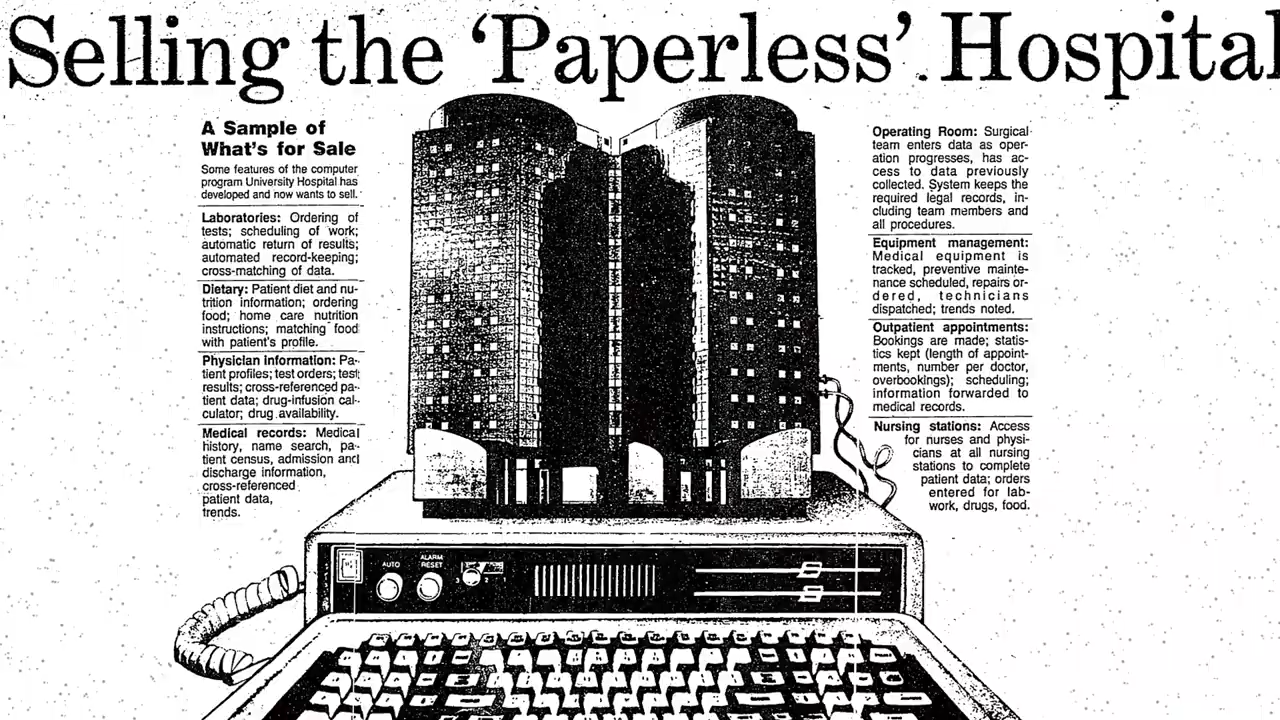 Selling the ‘Paperless’ Hospital
A Sample of
What's for Sale
Some features of the computer
program University Hospital has
developed and now wants to sell.
Laboratories: Ordering of
tests; scheduling of work;
automatic return of results;
automated record-keeping;
cross-matching of data.
Dietary: Patient diet and nu-
trition information; ordering
food; home care nutrition
instructions; matching food
with patient's profile.
Physician information: Pa-
tient profiles; test orders; test
results; cross-referenced pa-
tient data; drug-infusion cal-
culator; drug availability.
Medical records: Medical
history, name search, pa-
tient census, admission and
discharge information,
cross-referenced
patient data,
trends.
Operating Room: Surgical
team enters data as oper-
ation progresses, has ac-
cess to data previously
collected. System keeps the
required legal records, in-
cluding team members and
all procedures.
Equipment management:
Medical equipment is
tracked, preventive mainte-
nance scheduled, repairs or-
dered, technicians
dispatched; trends noted.
Outpatient appointments:
Bookings are made; statis-
tics kept (length of appoint-
ments, number per doctor,
overbookings); scheduling;
information forwarded to
medical records.
Nursing stations: Access
for nurses and physi-
cians at all nursing
stations to complete
patient data; orders
entered for lab-
work, drugs, food.
AUTO
ALARM
RESET